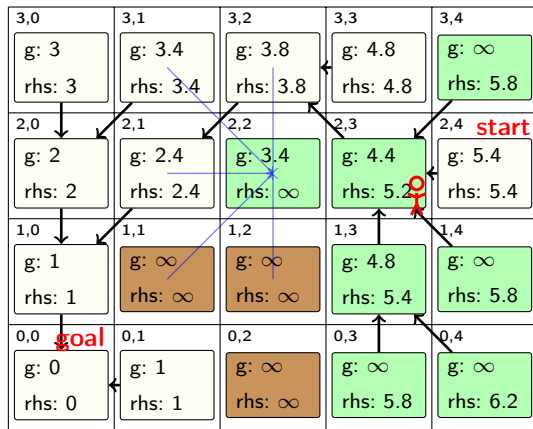 3,0 3,1 3,2 3,3 3,4
g: 3 g: 3.4 g: 3.8 g: 4.8 g: ∞
rhs: 3 rhs: 3.4 rhs: 3.8 rhs: 4.8 rhs: 5.8
2,0 2,1 2,2 2,3 2,4 start
g: 2 g: 2.4 g: 3.4 g: 4.4 g: 5.4
rhs: 2 rhs: 2.4 rhs: ∞ rhs: 5.2 rhs: 5.4
1,0 1,1 1,2 1,3 1,4
g: 1 g: ∞ g: ∞ g: 4.8 g: ∞
rhs: 1 rhs: ∞ rhs: ∞ rhs: 5.4 rhs: 5.8
0,0 goal 0,1 0,2 0,3 0,4
g: 0 g: 1 g: ∞ g: ∞ g: ∞
rhs: 0 rhs: 1 rhs: ∞ rhs: 5.8 rhs: 6.2